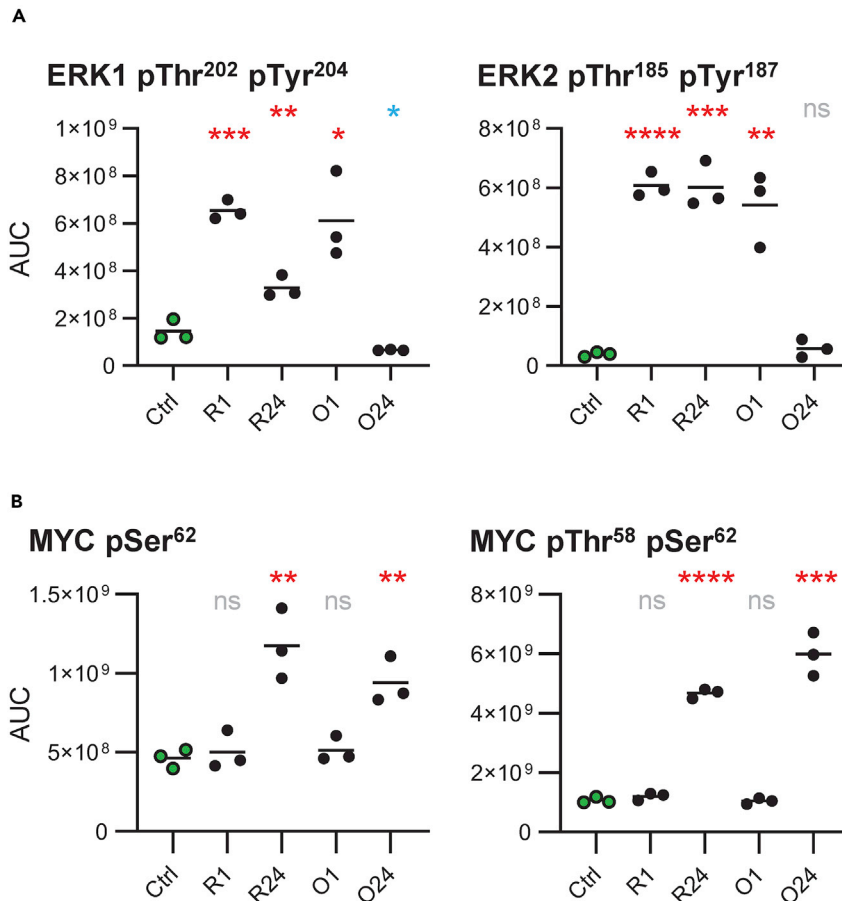 A
ERK1 pThr²⁰² pTyr²⁰⁴
AUC
1×10⁹
8×10⁸
6×10⁸
4×10⁸
2×10⁸
0
***
**
*
*
Ctrl
R1
R24
O1
O24
ERK2 pThr¹⁸⁵ pTyr¹⁸⁷
8×10⁸
6×10⁸
4×10⁸
2×10⁸
0
****
***
**
ns
Ctrl
R1
R24
O1
O24
B
MYC pSer⁶²
AUC
1.5×10⁹
1×10⁹
5×10⁸
0
ns
**
ns
**
Ctrl
R1
R24
O1
O24
MYC pThr⁵⁸ pSer⁶²
8×10⁹
6×10⁹
4×10⁹
2×10⁹
0
ns
****
ns
***
Ctrl
R1
R24
O1
O24